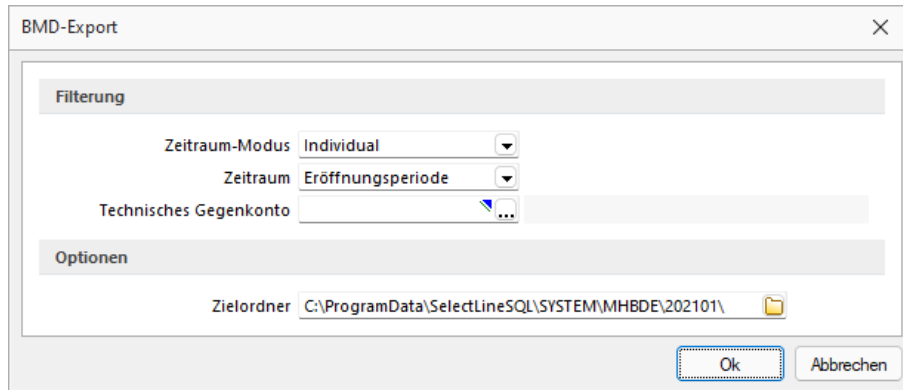 BMD-Export
Filterung
Zeitraum-Modus Individual
Zeitraum Eröffnungsperiode
Technisches Gegenkonto ...
Optionen
Zielordner C:\ProgramData\SelectLineSQL\SYSTEM\MHBDE\202101\
Ok Abbrechen